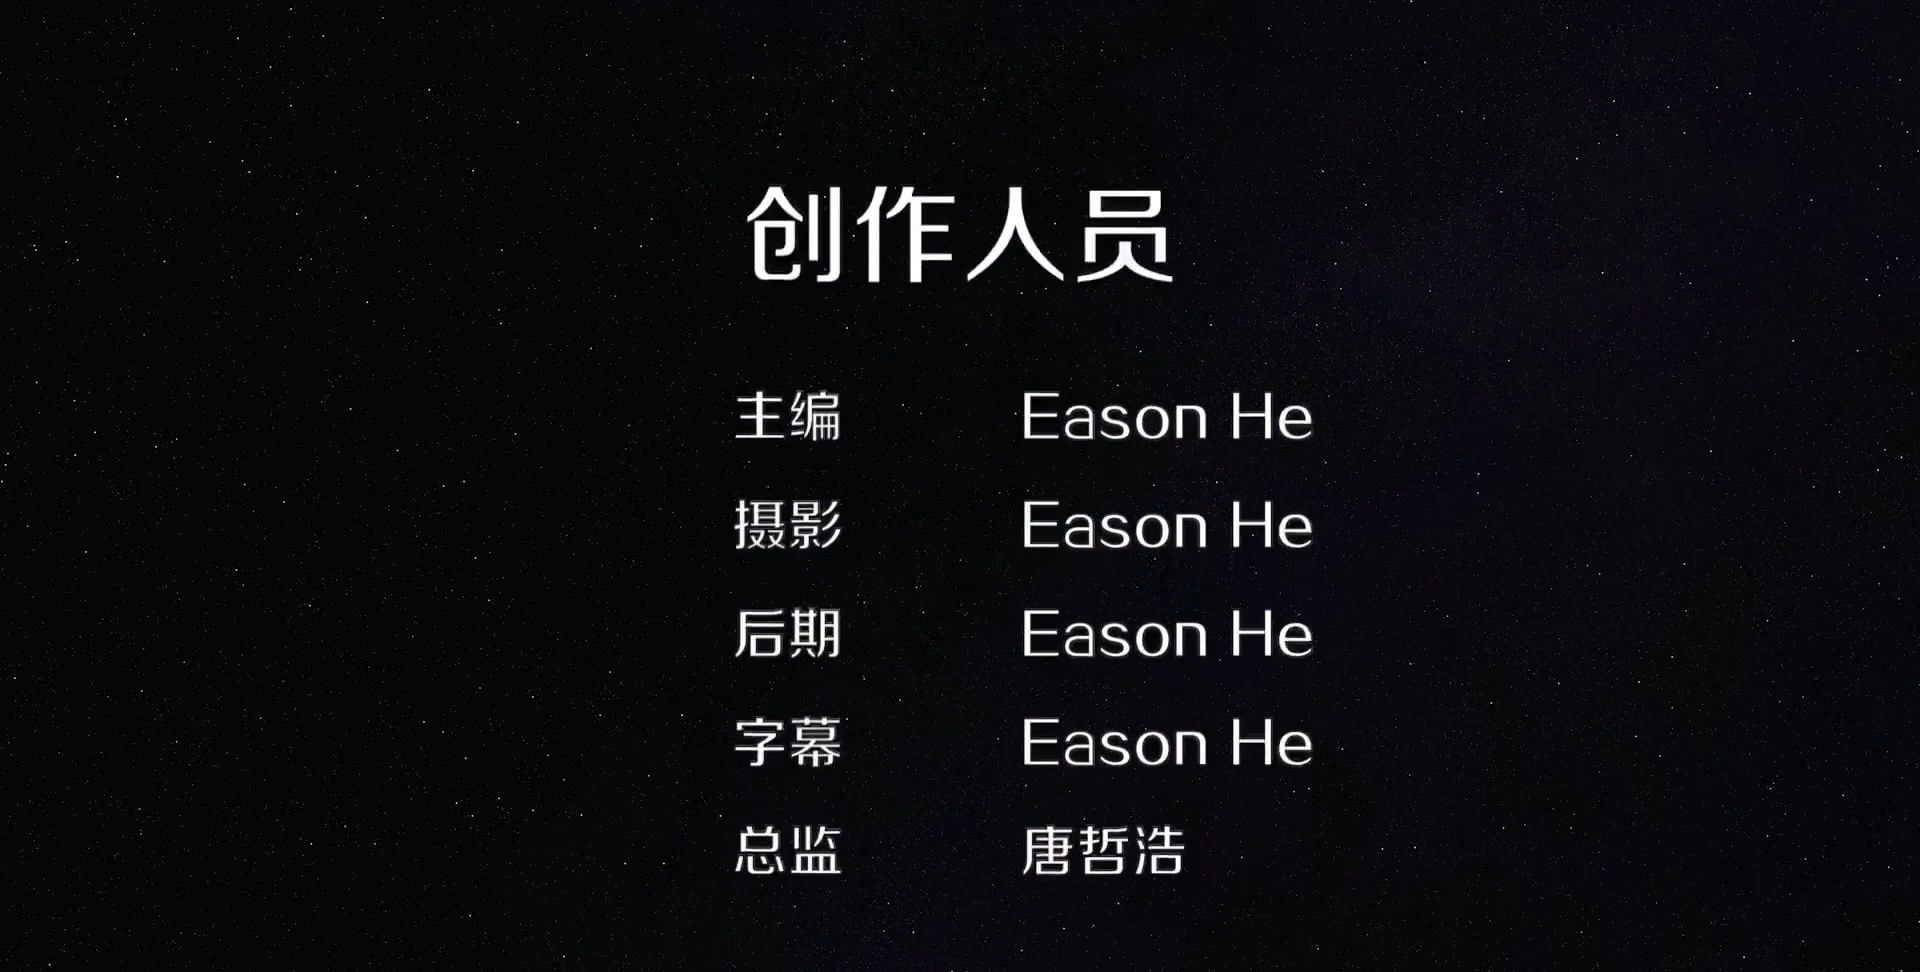 创作人员
主编 Eason He
摄影 Eason He
后期 Eason He
字幕 Eason He
总监 唐哲浩